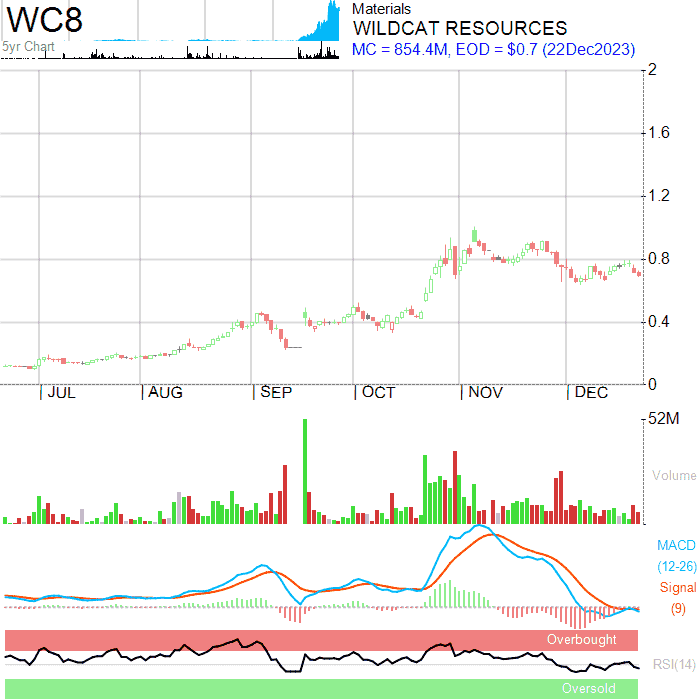 WC8
5yr Chart
Materials
WILDCAT RESOURCES
MC = 854.4M, EOD = $0.7 (22Dec2023)
2
1.6
1.2
0.8
0.4
0
JUL
AUG
SEP
OCT
NOV
DEC
52M
Volume
MACD
(12-26)
Signal
(9)
Overbought
RSI(14)
Oversold